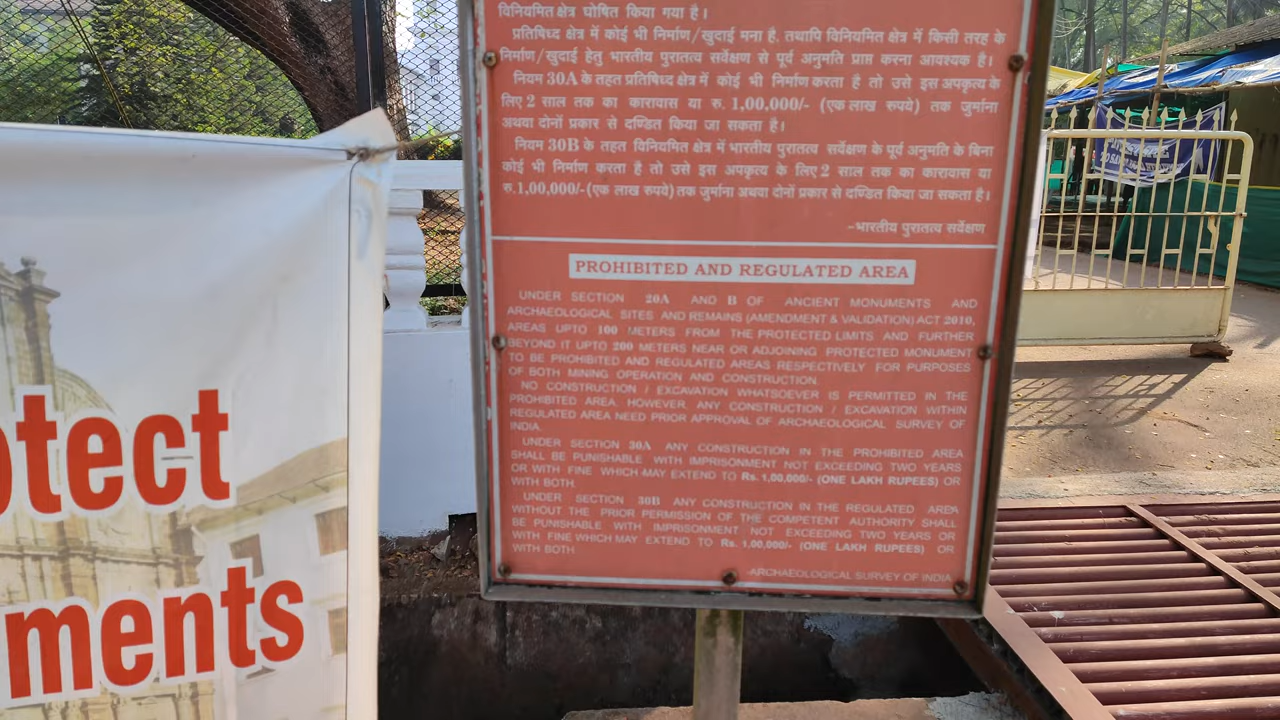 विनियमित क्षेत्र घोषित किया गया है।
प्रतिषिध्द क्षेत्र में कोई भी निर्माण/खुदाई मना है, तथापि विनियमित क्षेत्र में किसी तरह के
निर्माण/खुदाई हेतु भारतीय पुरातत्व सर्वेक्षण से पूर्व अनुमति प्राप्त करना आवश्यक है।
नियम 30A के तहत प्रतिषिध्द क्षेत्र में कोई भी निर्माण करता है तो उसे इस अपकृत्य के
लिए 2 साल तक का कारावास या रु. 1,00,000/- (एक लाख रुपये) तक जुर्माना
अथवा दोनों प्रकार से दण्डित किया जा सकता है।
नियम 30B के तहत विनियमित क्षेत्र में भारतीय पुरातत्व सर्वेक्षण के पूर्व अनुमति के बिना
कोई भी निर्माण करता है तो उसे इस अपकृत्य के लिए 2 साल तक का कारावास या
रु.1,00,000/-(एक लाख रुपये) तक जुर्माना अथवा दोनों प्रकार से दण्डित किया जा सकता है।
-भारतीय पुरातत्व सर्वेक्षण
PROHIBITED AND REGULATED AREA
UNDER SECTION 20A AND B OF ANCIENT MONUMENTS AND
ARCHAEOLOGICAL SITES AND REMAINS (AMENDMENT & VALIDATION) ACT 2010,
AREAS UPTO 100 METERS FROM THE PROTECTED LIMITS AND FURTHER
BEYOND IT UPTO 200 METERS NEAR OR ADJOINING PROTECTED MONUMENT
TO BE PROHIBITED AND REGULATED AREAS RESPECTIVELY FOR PURPOSES
OF BOTH MINING OPERATION AND CONSTRUCTION.
NO CONSTRUCTION / EXCAVATION WHATSOEVER IS PERMITTED IN THE
PROHIBITED AREA. HOWEVER, ANY CONSTRUCTION / EXCAVATION WITHIN
REGULATED AREA NEED PRIOR APPROVAL OF ARCHAEOLOGICAL SURVEY OF
INDIA.
UNDER SECTION 30A ANY CONSTRUCTION IN THE PROHIBITED AREA
SHALL BE PUNISHABLE WITH IMPRISONMENT NOT EXCEEDING TWO YEARS
OR WITH FINE WHICH MAY EXTEND TO Rs. 1,00,000/- (ONE LAKH RUPEES) OR
WITH BOTH.
UNDER SECTION 30B ANY CONSTRUCTION IN THE REGULATED AREA
WITHOUT THE PRIOR PERMISSION OF THE COMPETENT AUTHORITY SHALL
BE PUNISHABLE WITH IMPRISONMENT NOT EXCEEDING TWO YEARS OR
WITH FINE WHICH MAY EXTEND TO Rs. 1,00,000/- (ONE LAKH RUPEES) OR
WITH BOTH
-ARCHAEOLOGICAL SURVEY OF INDIA
otect
ments